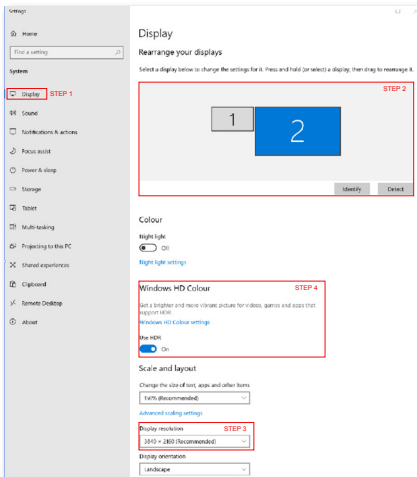 Settings
Home
Find a setting
System
Display
STEP 1
Sound
Notifications & actions
Focus assist
Power & sleep
Storage
Tablet
Multi-tasking
Projecting to this PC
Shared experiences
Clipboard
Remote Desktop
About
Display
Rearrange your displays
Select a display below to change the settings for it. Press and hold (or select) a display, then drag to rearrange it.
STEP 2
1
2
Identify
Detect
Colour
Night light
Off
Night light settings
Windows HD Colour
STEP 4
Get a brighter and more vibrant picture for videos, games and apps that
support HDR.
Windows HD Colour settings
Use HDR
On
Scale and layout
Change the size of text, apps and other items
(Recommended)
Advanced scaling settings
Display resolution
STEP 3
3840 × 2160 (Recommended)
Display orientation
Landscape